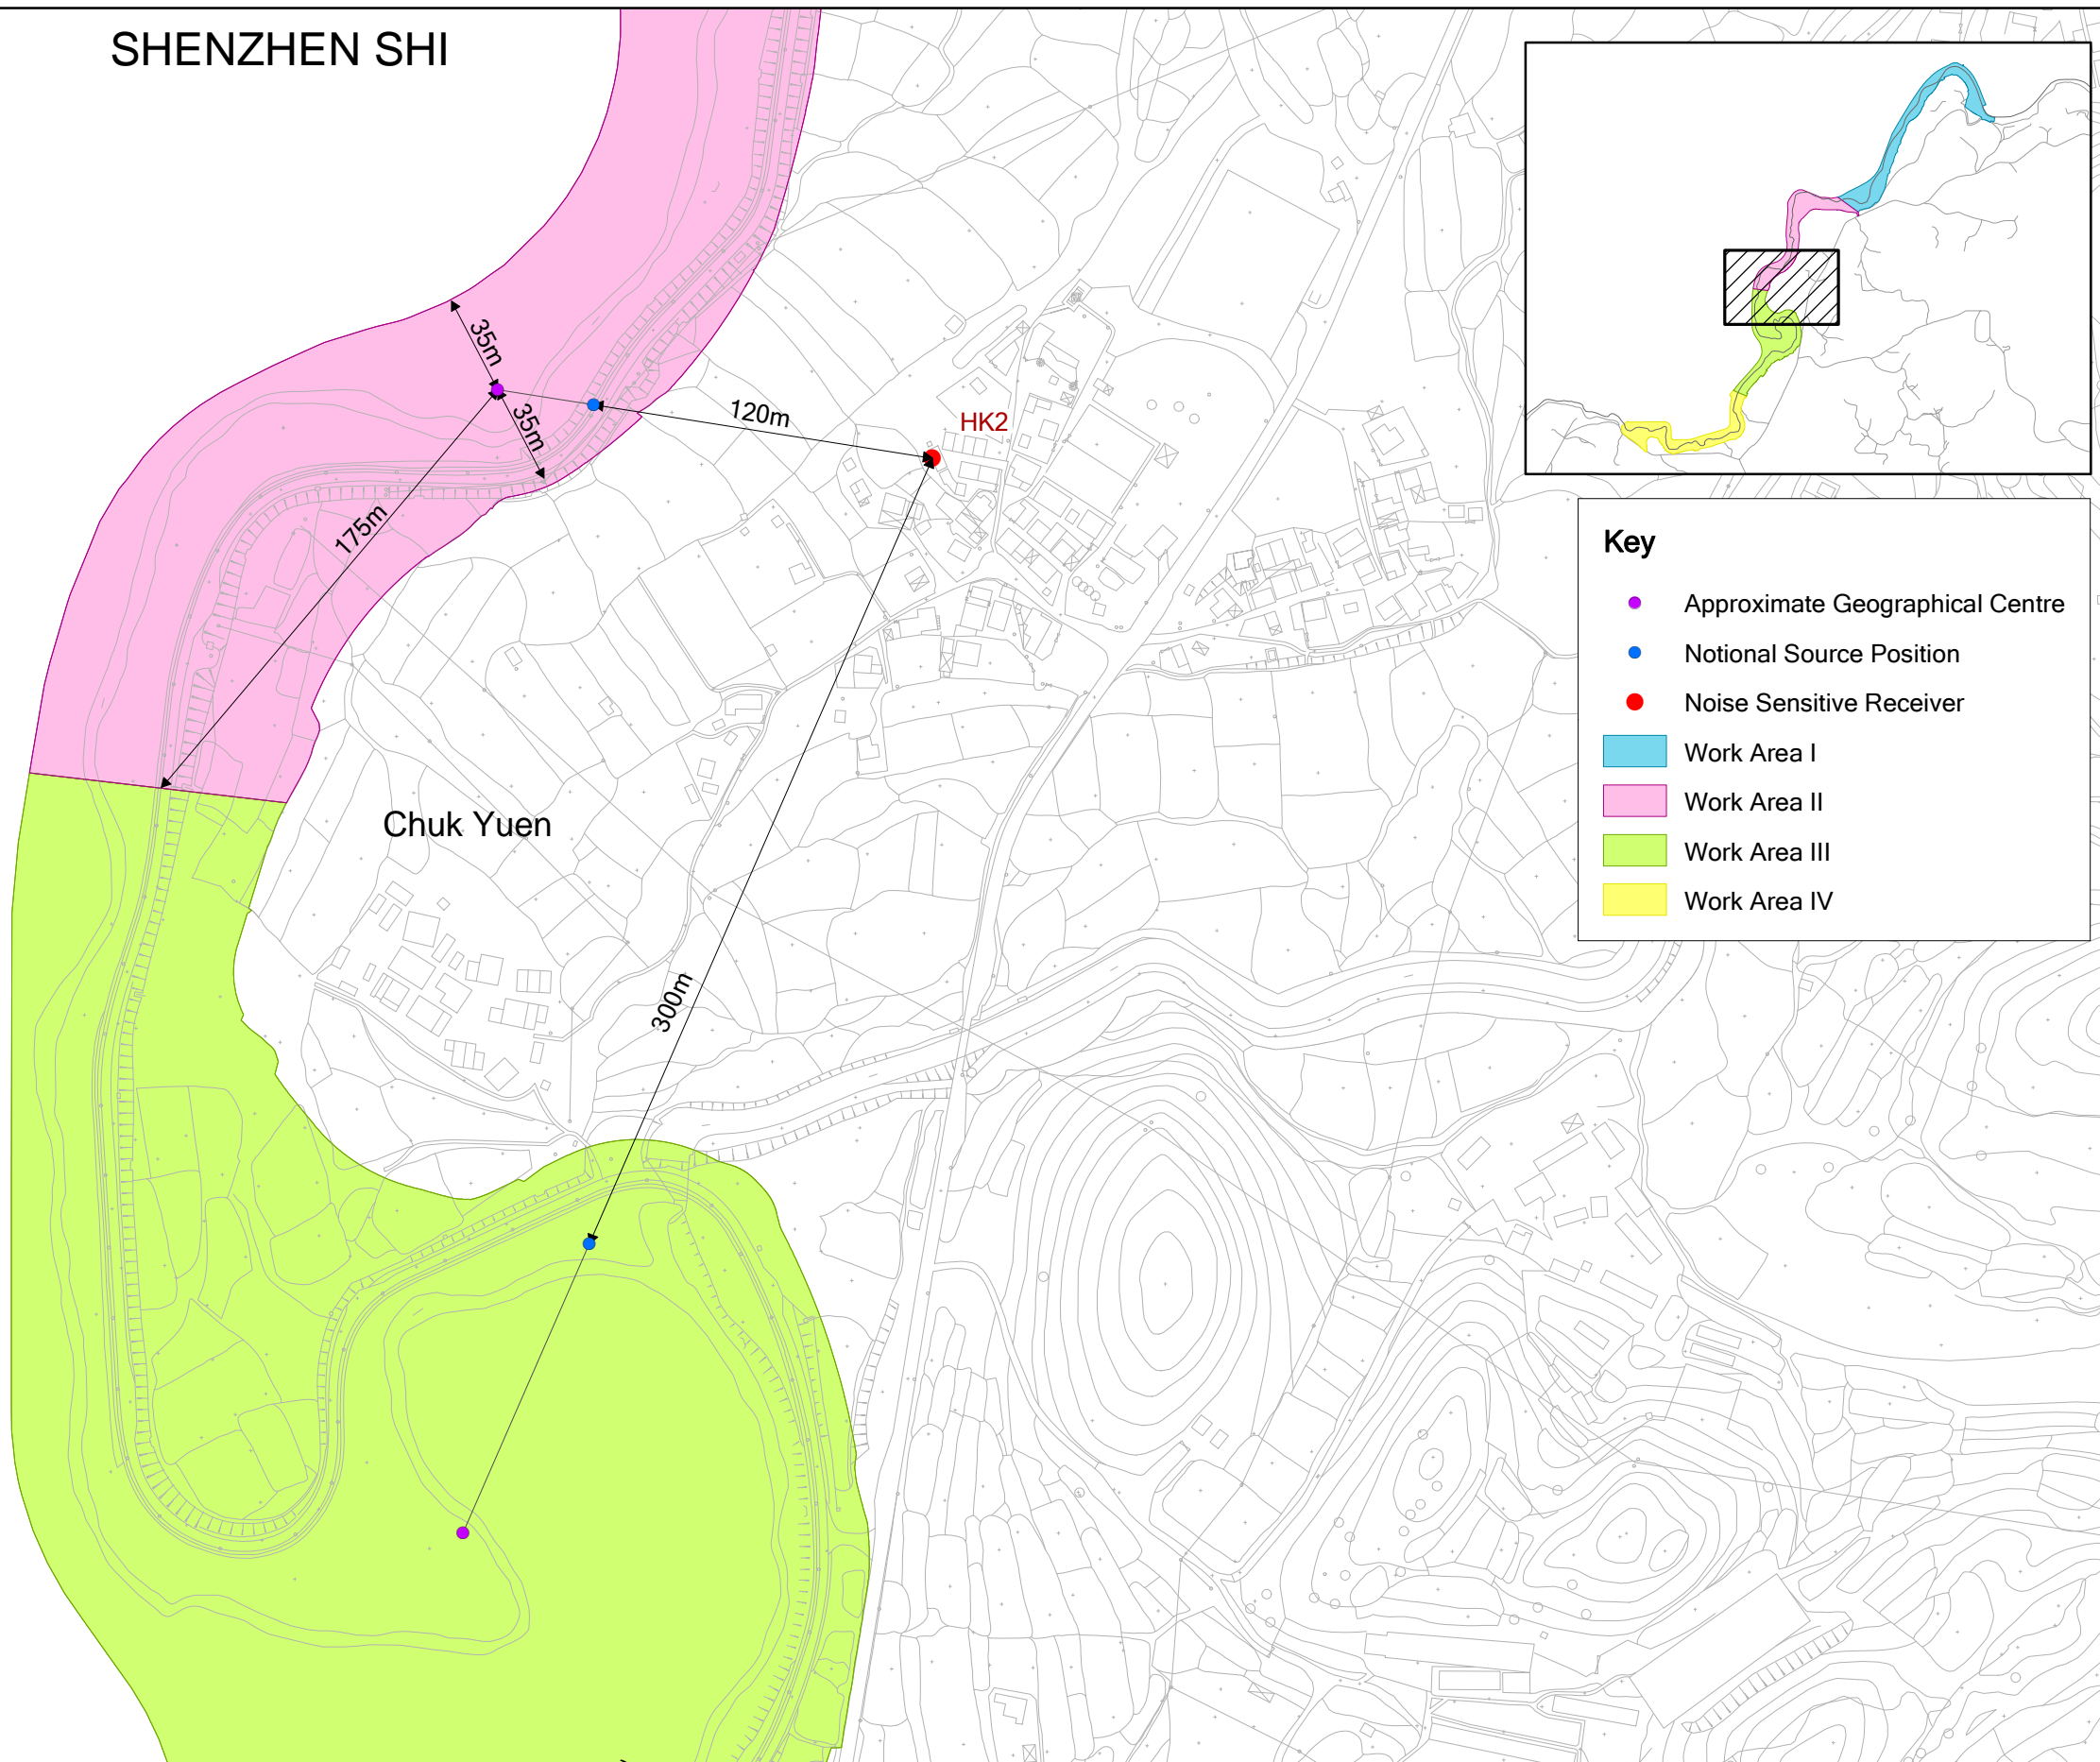 SHENZHEN SHI
35m
35m
120m
HK2
175m
Chuk Yuen
300m
Key
Approximate Geographical Centre
Notional Source Position
Noise Sensitive Receiver
Work Area I
Work Area II
Work Area III
Work Area IV